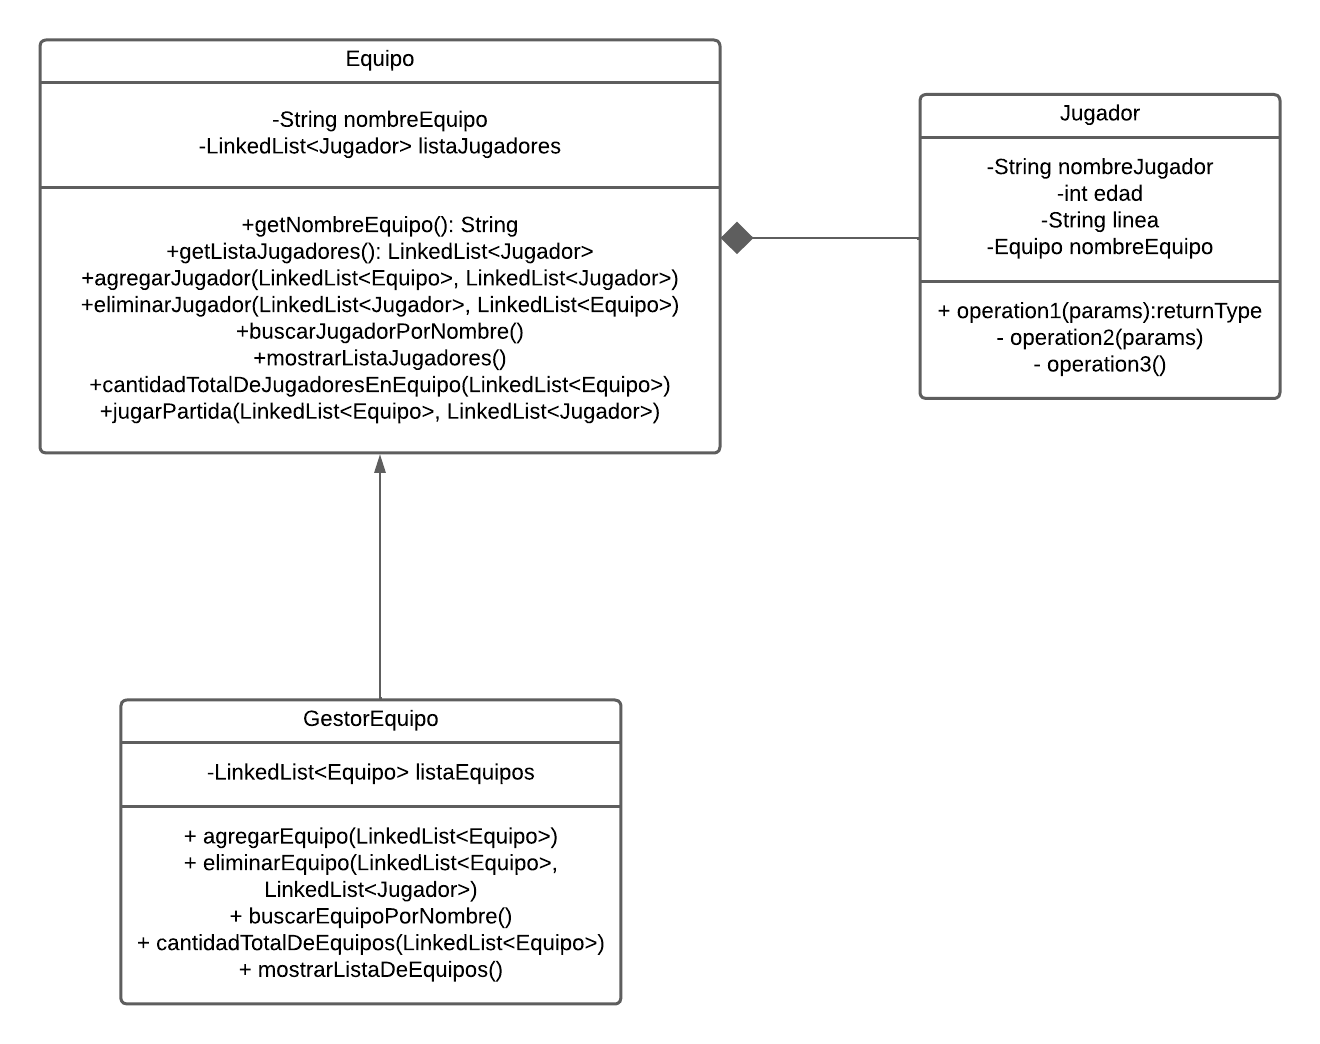 Equipo
-String nombreEquipo
-LinkedList<Jugador> listaJugadores
+getNombreEquipo(): String
+getListaJugadores(): LinkedList<Jugador>
+agregarJugador(LinkedList<Equipo>, LinkedList<Jugador>)
+eliminarJugador(LinkedList<Jugador>, LinkedList<Equipo>)
+buscarJugadorPorNombre()
+mostrarListaJugadores()
+cantidadTotalDeJugadoresEnEquipo(LinkedList<Equipo>)
+jugarPartida(LinkedList<Equipo>, LinkedList<Jugador>)
Jugador
-String nombreJugador
-int edad
-String linea
-Equipo nombreEquipo
+ operation1(params):returnType
- operation2(params)
- operation3()
GestorEquipo
-LinkedList<Equipo> listaEquipos
+ agregarEquipo(LinkedList<Equipo>)
+ eliminarEquipo(LinkedList<Equipo>,
LinkedList<Jugador>)
+ buscarEquipoPorNombre()
+ cantidadTotalDeEquipos(LinkedList<Equipo>)
+ mostrarListaDeEquipos()